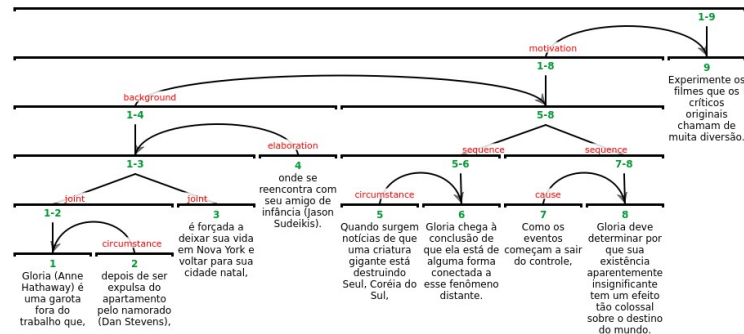 1-9
motivation
1-8
9
Experimente os
filmes que os
críticos
originais
chamam de
muita diversão.
background
1-4
5-8
elaboration
1-3
4
onde se
reencontra com
seu amigo de
infância (Jason
Sudeikis).
sequence
5-6
sequence
7-8
joint
1-2
joint
3
é forçada a
deixar sua vida
em Nova York e
voltar para sua
cidade natal,
circumstance
5
Quando surgem
notícias de que
uma criatura
gigante está
destruindo
Seul, Coréia do
Sul,
6
Gloria chega à
conclusão de
que ela está de
alguma forma
conectada a
esse fenômeno
distante.
cause
7
Como os
eventos
começam a sair
do controle,
8
Gloria deve
determinar por
que sua
existência
aparentemente
insignificante
tem um efeito
tão colossal
sobre o destino
do mundo.
circumstance
1
Gloria (Anne
Hathaway) é
uma garota
fora do
trabalho que,
2
depois de ser
expulsa do
apartamento
pelo namorado
(Dan Stevens),